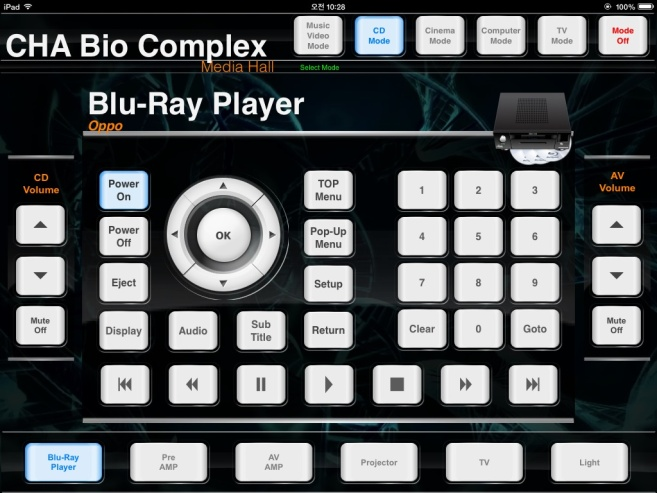 iPad 오전 10:28 100%
CHA Bio Complex
Media Hall
Music Video Mode
CD Mode
Cinema Mode
Computer Mode
TV Mode
Mode Off
Select Mode
Blu-Ray Player
Oppo
CD Volume
Mute Off
Power On
Power Off
Eject
Display
Audio
Sub Title
OK
TOP Menu
Pop-Up Menu
Setup
Return
1 2 3
4 5 6
7 8 9
Clear 0 Goto
AV Volume
Mute Off
Blu-Ray Player
Pre AMP
AV AMP
Projector
TV
Light